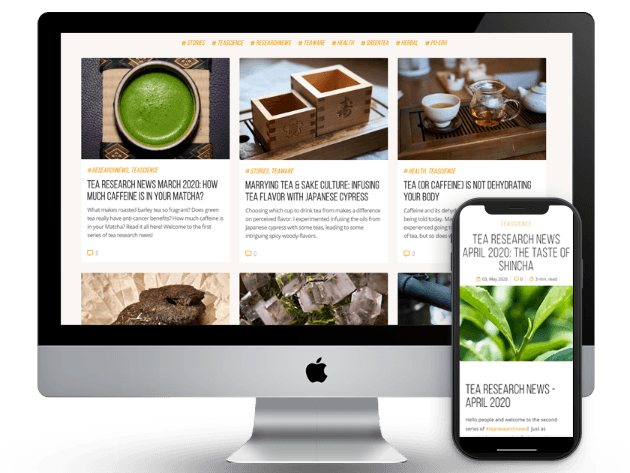 # STORIES # TEASCIENCE # RESEARCHNEWS # TEAWARE # HEALTH # GREENTEA # HERBAL # PU-ERH
# RESEARCHNEWS, TEASCIENCE
TEA RESEARCH NEWS MARCH 2020: HOW
MUCH CAFFEINE IS IN YOUR MATCHA?
What makes roasted barley tea so fragrant? Does green
tea really have anti-cancer benefits? How much caffeine is
in your Matcha? Read it all here! Welcome to the first
series of tea research news!
0
# STORIES, TEAWARE
MARRYING TEA & SAKE CULTURE: INFUSING
TEA FLAVOR WITH JAPANESE CYPRESS
Choosing which cup to drink tea from makes a difference
on perceived flavor. I experimented infusing the oils from
Japanese cypress with some teas, leading to some
intriguing spicy woody-flavors.
0
# HEALTH, TEASCIENCE
TEA (OR CAFFEINE) IS NOT DEHYDRATING
YOUR BODY
Caffeine and its dehydr
being told today. Ma
experienced going to
of tea, but so does w
0
TEASCIENCE
TEA RESEARCH NEWS
APRIL 2020: THE TASTE OF
SHINCHA
03. May 2020 0 3 min. read
TEA RESEARCH NEWS -
APRIL 2020
Hello people and welcome to the second
series of #researchnews! Just as